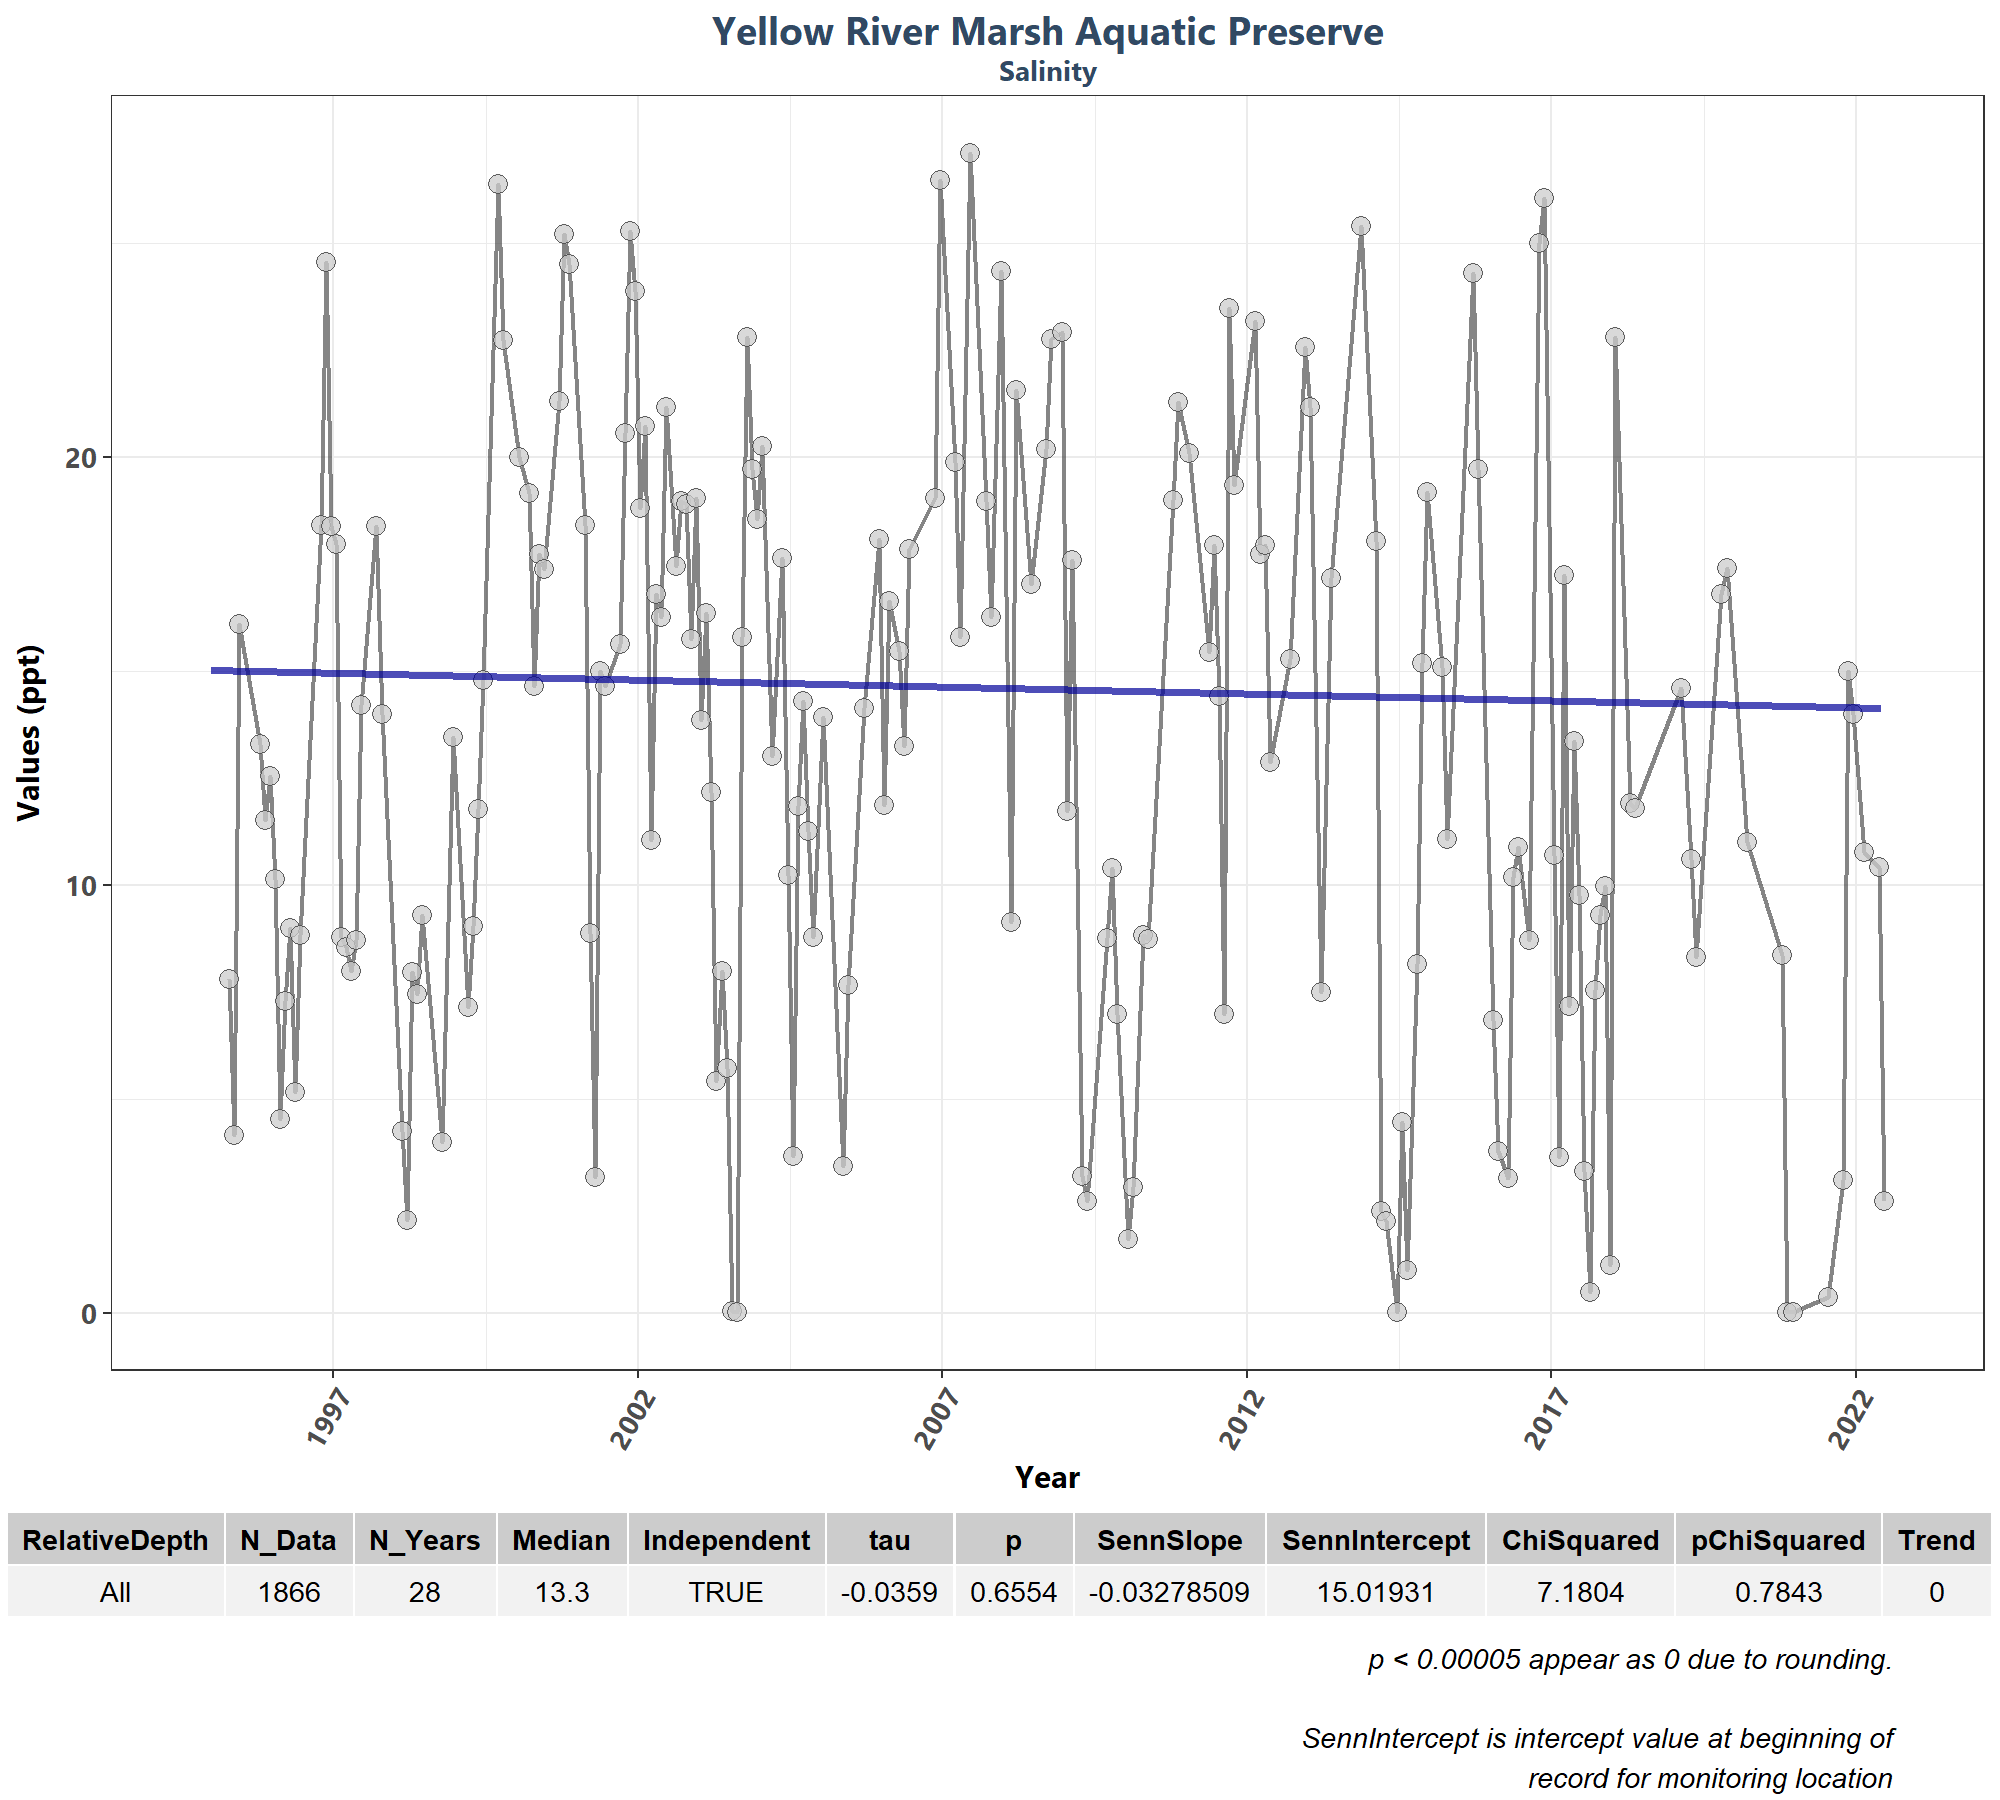 Yellow River Marsh Aquatic Preserve
Salinity
Values (ppt)
20
10
0
1997 2002 2007 2012 2017 2022
Year
RelativeDepth N_Data N_Years Median Independent tau p SennSlope SennIntercept ChiSquared pChiSquared Trend
All 1866 28 13.3 TRUE -0.0359 0.6554 -0.03278509 15.01931 7.1804 0.7843 0
p < 0.00005 appear as 0 due to rounding.
SennIntercept is intercept value at beginning of
record for monitoring location